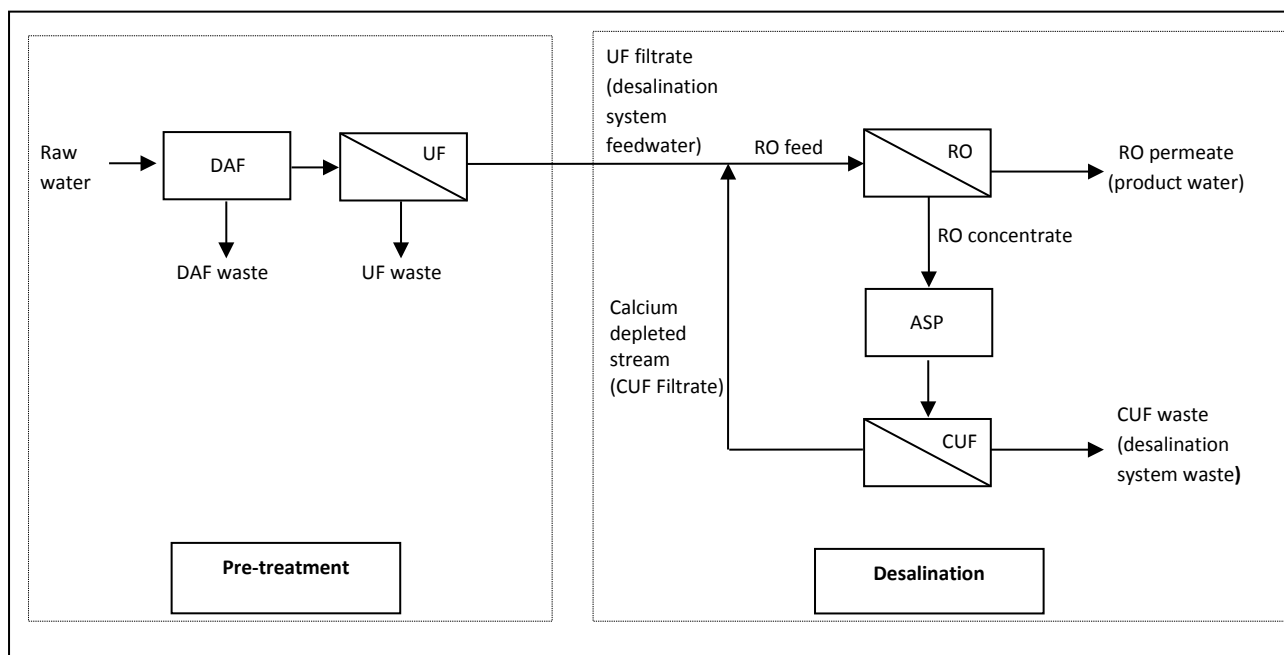 Raw
water
DAF
UF
DAF waste
UF waste
Pre-treatment
UF filtrate
(desalination
system
feedwater)
RO feed
RO
RO permeate
(product water)
RO concentrate
ASP
Calcium
depleted
stream
(CUF Filtrate)
CUF
CUF waste
(desalination
system waste)
Desalination